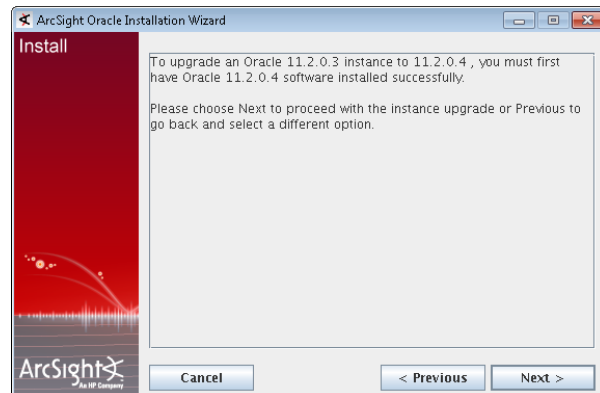 ArcSight Oracle Installation Wizard
Install
To upgrade an Oracle 11.2.0.3 instance to 11.2.0.4 , you must first
have Oracle 11.2.0.4 software installed successfully.
Please choose Next to proceed with the instance upgrade or Previous to
go back and select a different option.
ArcSight
An HP Company
Cancel
< Previous
Next >